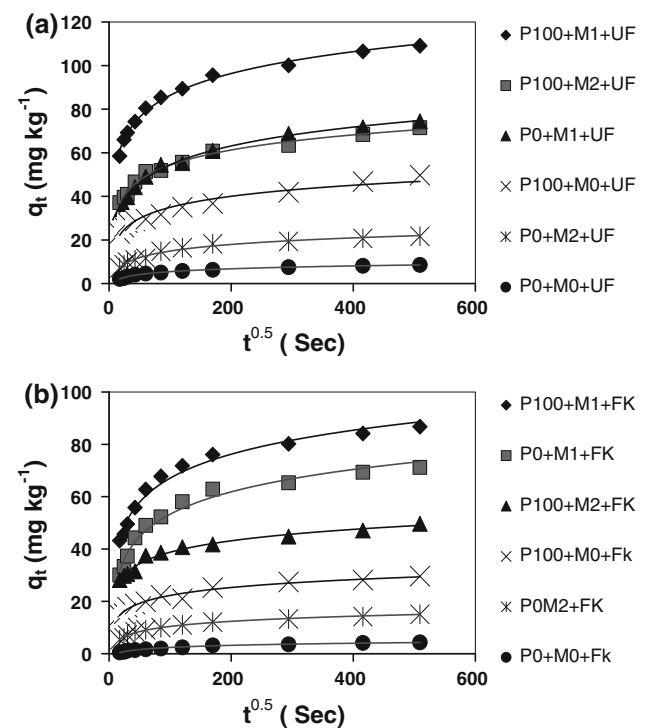 (a)
120
100
80
60
40
20
0
q_t (mg kg^-1)
0 200 400 600
t^0.5 ( Sec)
P100+M1+UF
P100+M2+UF
P0+M1+UF
P100+M0+UF
P0+M2+UF
P0+M0+UF
(b)
100
80
60
40
20
0
q_t (mg kg^-1)
0 200 400 600
t^0.5 ( Sec)
P100+M1+FK
P0+M1+FK
P100+M2+FK
P100+M0+Fk
P0M2+FK
P0+M0+Fk